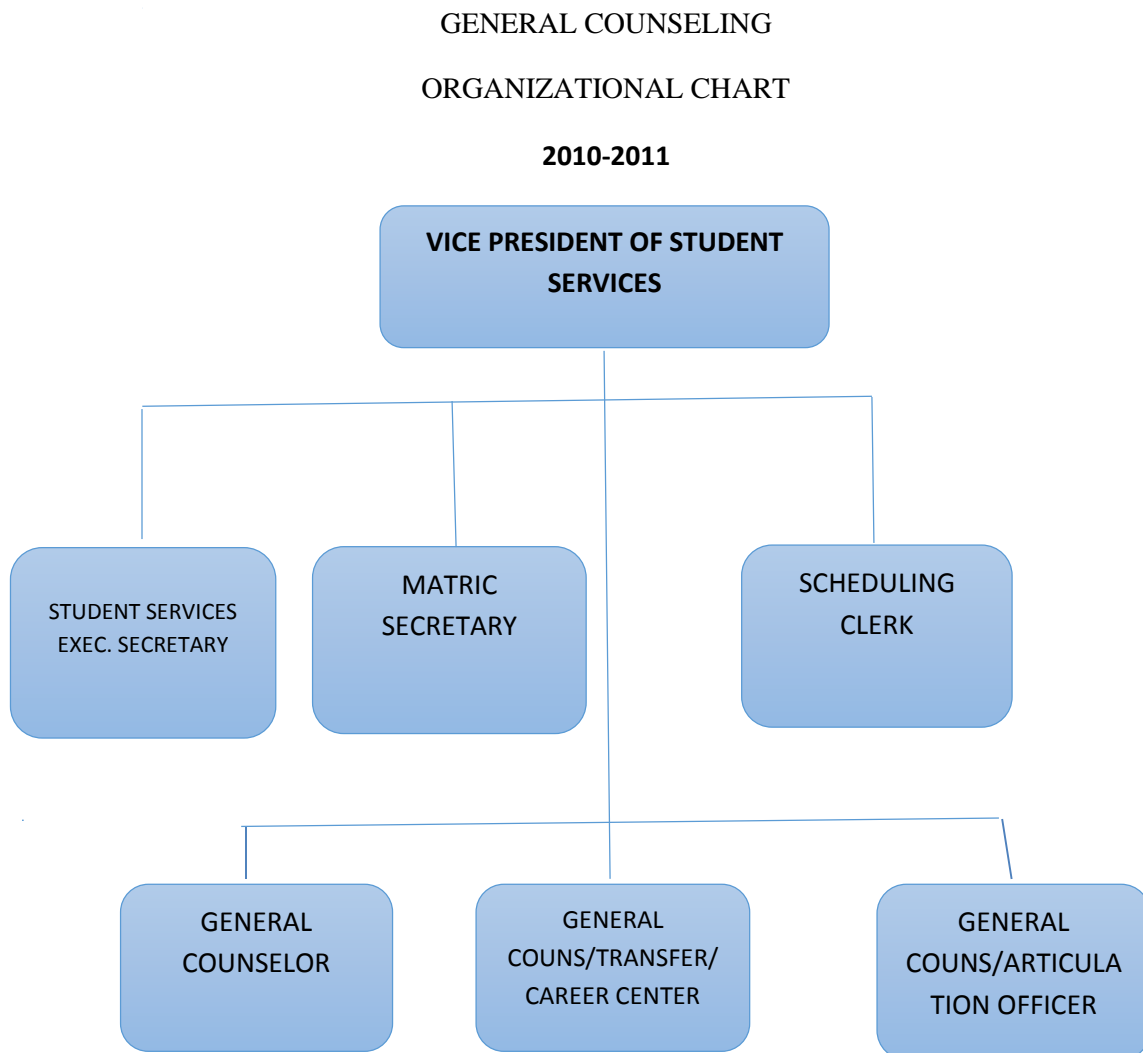 GENERAL COUNSELING
ORGANIZATIONAL CHART
2010-2011
VICE PRESIDENT OF STUDENT
SERVICES
STUDENT SERVICES
EXEC. SECRETARY
MATRIC
SECRETARY
SCHEDULING
CLERK
GENERAL
COUNSELOR
GENERAL
COUNS/TRANSFER/
CAREER CENTER
GENERAL
COUNS/ARTICULA
TION OFFICER